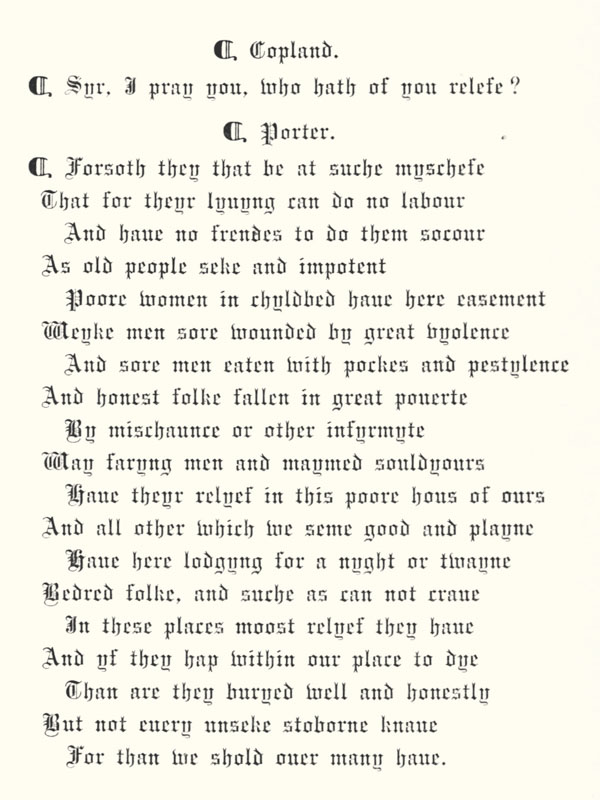 ¶ Copland.
¶ Syr, I pray you, who hath of you relefe?
¶ Porter.
¶ Forsoth they that be at suche myschefe
That for theyr lyuyng can do no labour
And haue no frendes to do them socour
As old people seke and impotent
Poore women in chyldbed haue here easement
Weyke men sore wounded by great vyolence
And sore men eaten with pockes and pestylence
And honest folke fallen in great pouerte
By mischaunce or other infyrmyte
Way faryng men and maymed souldyours
Haue theyr relyef in this poore hous of ours
And all other which we seme good and playne
Haue here lodgyng for a nyght or twayne
Bedred folke, and suche as can not craue
In these places moost relyef they haue
And yf they hap within our place to dye
Than are they buryed well and honestly
But not euery unseke stoborne knaue
For than we shold ouer many haue.